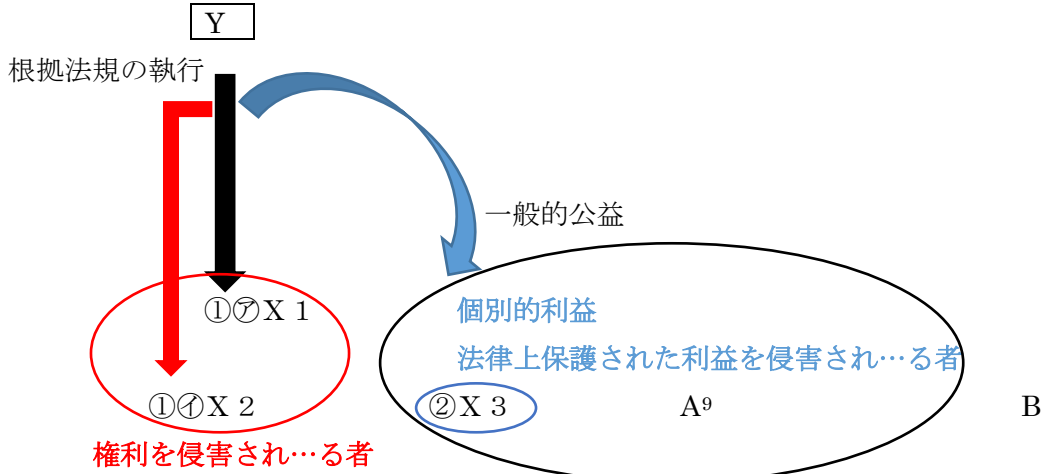 Y
根拠法規の執行
一般的公益
①㋐X 1
個別的利益
法律上保護された利益を侵害され…る者
①㋑X 2
②X 3
A9
B
権利を侵害され…る者